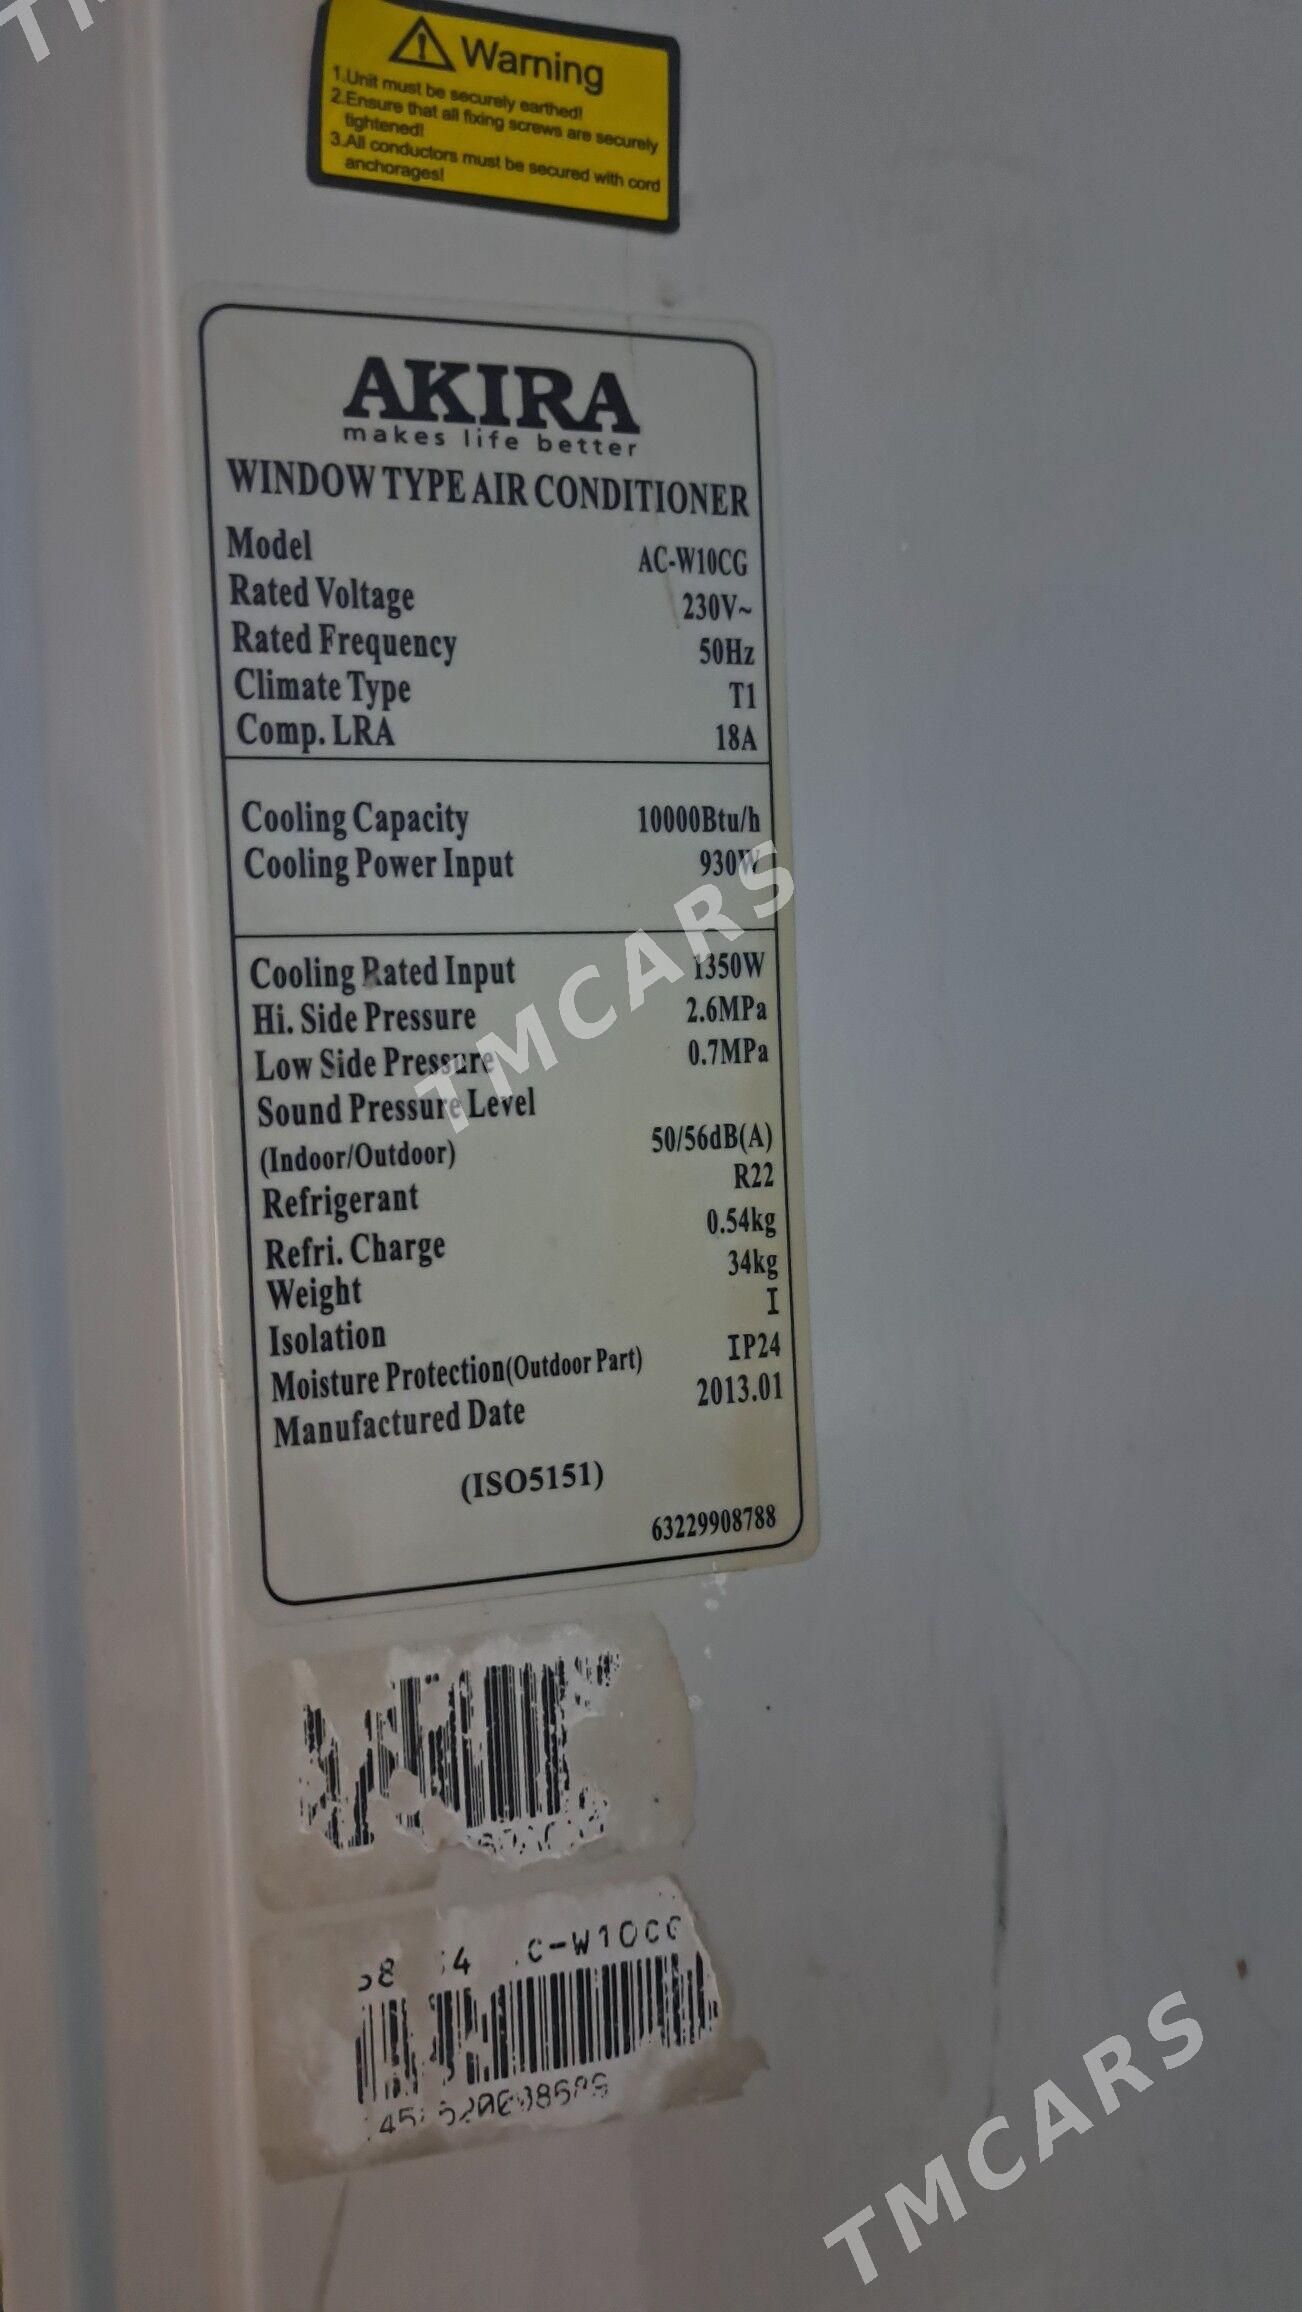 Warning
1.Unit must be securely earthed!
2.Ensure that all fixing screws are securely
tightened!
3.All conductors must be secured with cord
anchorages!
AKIRA
makes life better
WINDOW TYPE AIR CONDITIONER
Model AC-W10CG
Rated Voltage 230V~
Rated Frequency 50Hz
Climate Type T1
Comp. LRA 18A
Cooling Capacity 10000Btu/h
Cooling Power Input 930W
Cooling Rated Input 1350W
Hi. Side Pressure 2.6MPa
Low Side Pressure 0.7MPa
Sound Pressure Level
(Indoor/Outdoor) 50/56dB(A)
Refrigerant R22
Refri. Charge 0.54kg
Weight 34kg
Isolation I
Moisture Protection(Outdoor Part) IP24
Manufactured Date 2013.01
(ISO5151)
63229908788
C-W10CG
TMCARS
TMCARS